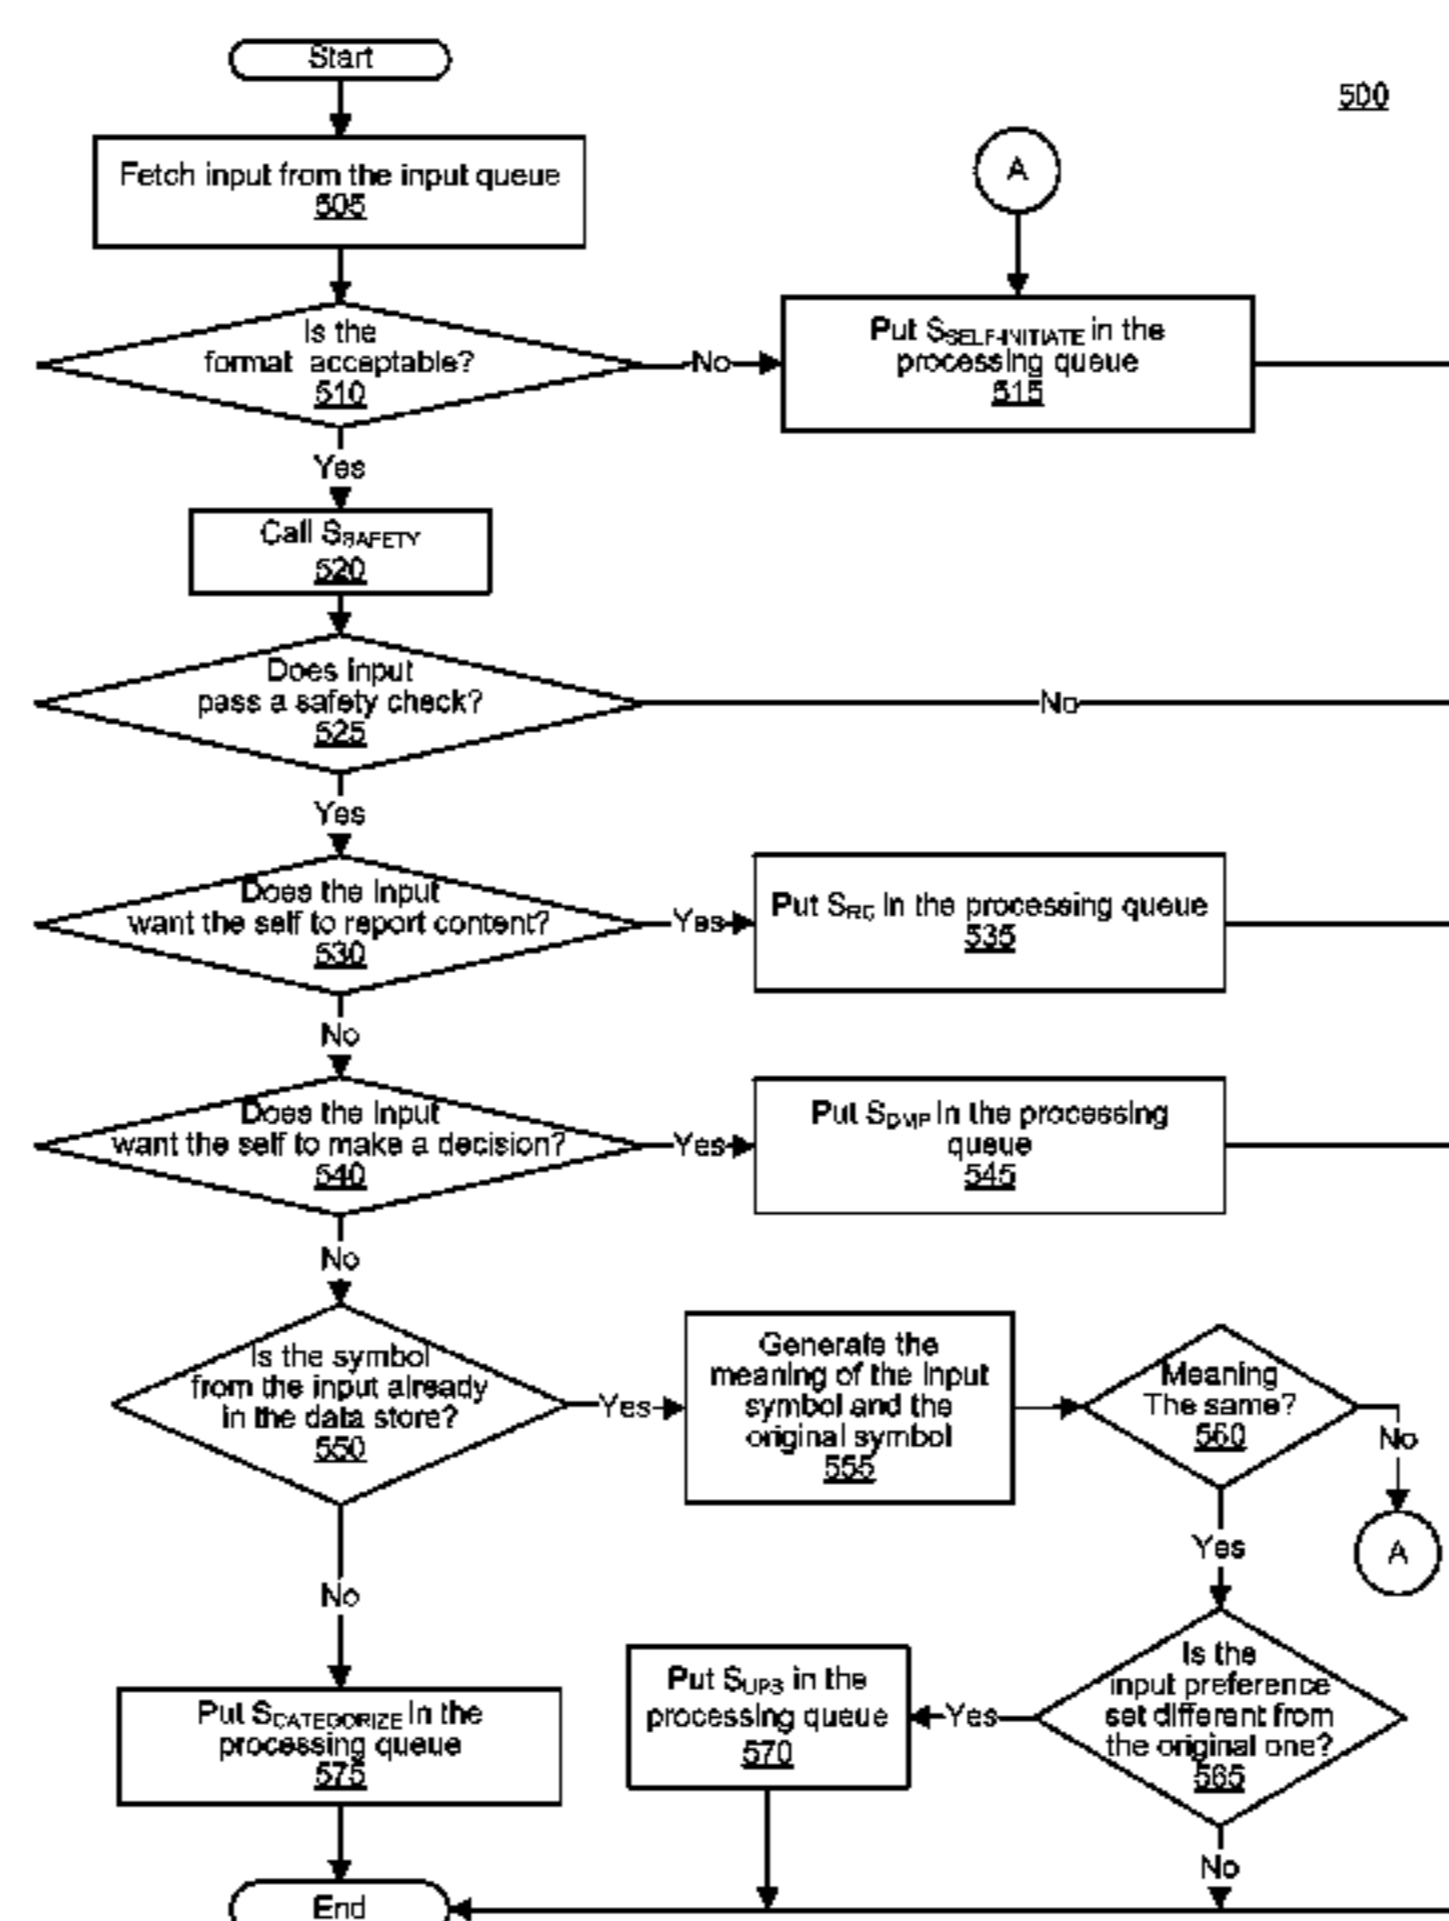 Start
500
Fetch input from the input queue
505
A
Is the
format acceptable?
510
No
Put SSELF-INITIATE in the
processing queue
515
Yes
Call SSAFETY
520
Does input
pass a safety check?
525
No
Yes
Does the input
want the self to report content?
530
Yes
Put SRC in the processing queue
535
No
Does the input
want the self to make a decision?
540
Yes
Put SDMP in the processing
queue
545
No
Is the symbol
from the input already
in the data store?
550
Yes
Generate the
meaning of the input
symbol and the
original symbol
555
Meaning
The same?
560
No
A
Yes
No
Is the
input preference
set different from
the original one?
565
Yes
Put SUPS in the
processing queue
570
Put SCATEGORIZE in the
processing queue
575
No
End